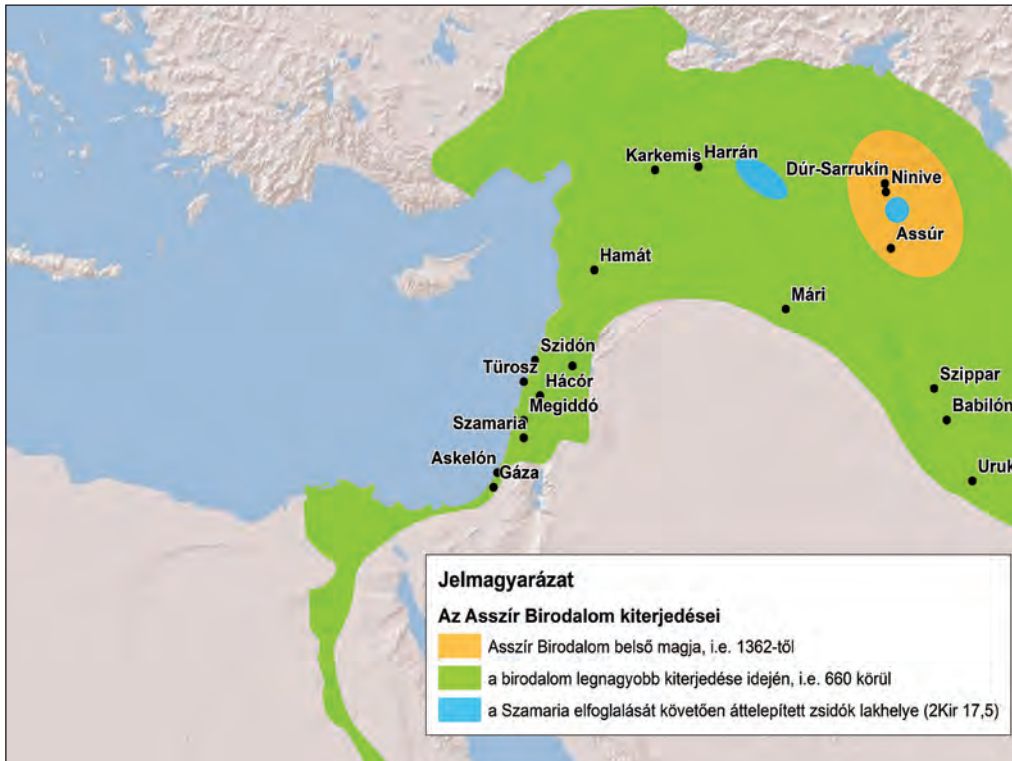 Karkemis
Harrán
Dúr-Sarrukín
Ninive
Assúr
Hamát
Mári
Szidón
Türosz
Hácór
Megiddó
Szamaria
Szippar
Babilón
Askelón
Gáza
Uruk
Jelmagyarázat
Az Asszír Birodalom kiterjedései
Asszír Birodalom belső magja, i.e. 1362-től
a birodalom legnagyobb kiterjedése idején, i.e. 660 körül
a Szamaria elfoglalását követően áttelepített zsidók lakhelye (2Kir 17,5)